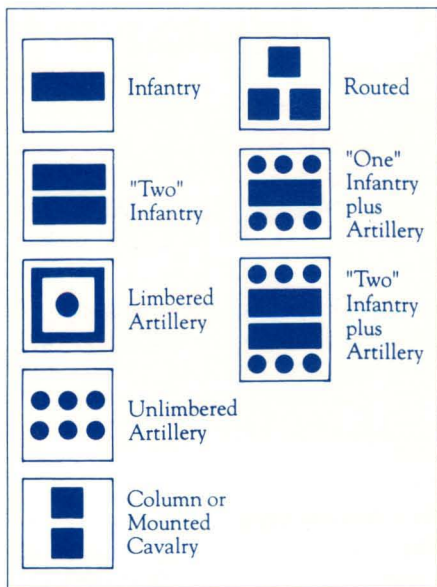 Infantry
"Two"
Infantry
Limbered
Artillery
Unlimbered
Artillery
Column or
Mounted
Cavalry
Routed
"One"
Infantry
plus
Artillery
"Two"
Infantry
plus
Artillery